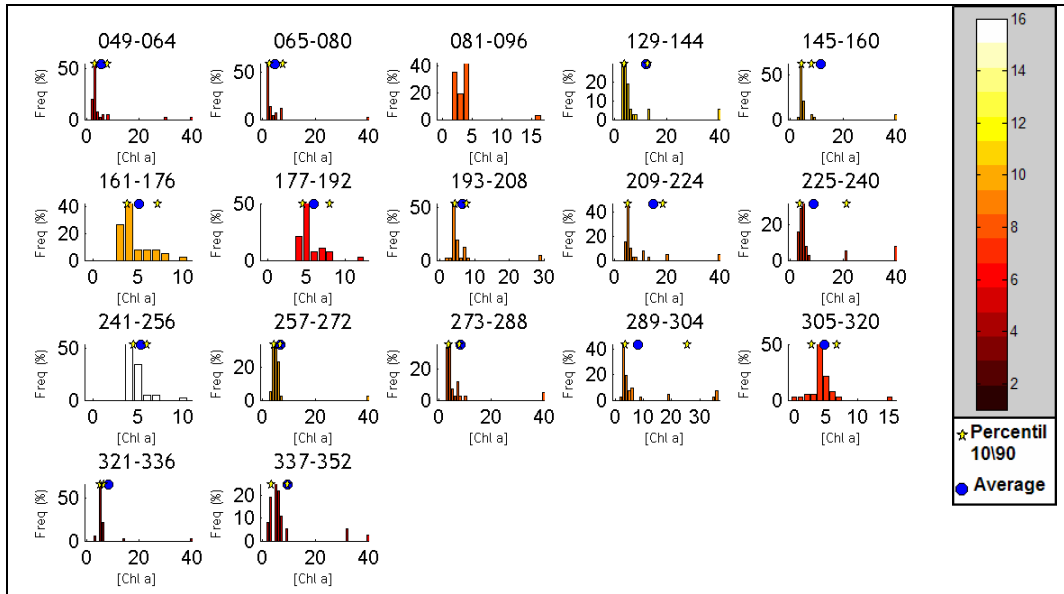 049-064 065-080 081-096 129-144 145-160
Freq (%) 50 0 0 20 40 [Chl a]
Freq (%) 50 0 0 20 40 [Chl a]
Freq (%) 40 20 0 0 5 10 15 [Chl a]
Freq (%) 30 20 10 0 0 20 40 [Chl a]
Freq (%) 50 0 0 20 40 [Chl a]
161-176 177-192 193-208 209-224 225-240
Freq (%) 40 20 0 0 5 10 [Chl a]
Freq (%) 40 20 0 0 5 10 [Chl a]
Freq (%) 40 20 0 0 10 20 30 [Chl a]
Freq (%) 40 20 0 0 20 40 [Chl a]
Freq (%) 20 0 0 20 40 [Chl a]
241-256 257-272 273-288 289-304 305-320
Freq (%) 50 0 0 5 10 [Chl a]
Freq (%) 20 0 0 20 40 [Chl a]
Freq (%) 20 0 0 20 40 [Chl a]
Freq (%) 40 20 0 0 10 20 30 [Chl a]
Freq (%) 50 0 0 5 10 15 [Chl a]
321-336 337-352
Freq (%) 50 0 0 20 40 [Chl a]
Freq (%) 20 10 0 0 20 40 [Chl a]
16
14
12
10
8
6
4
2
Percentil
10\90
Average